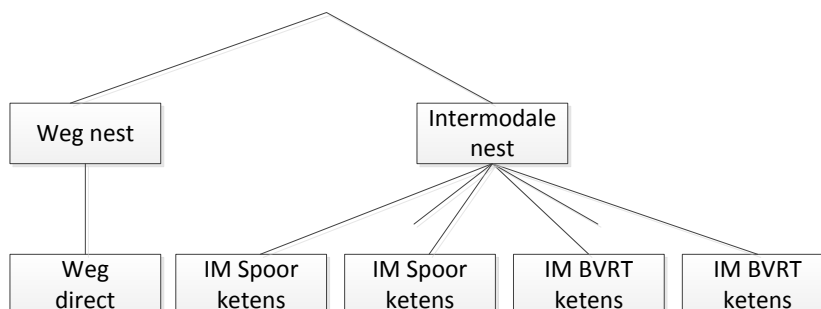 Weg nest
Intermodale
nest
Weg
direct
IM Spoor
ketens
IM Spoor
ketens
IM BVRT
ketens
IM BVRT
ketens